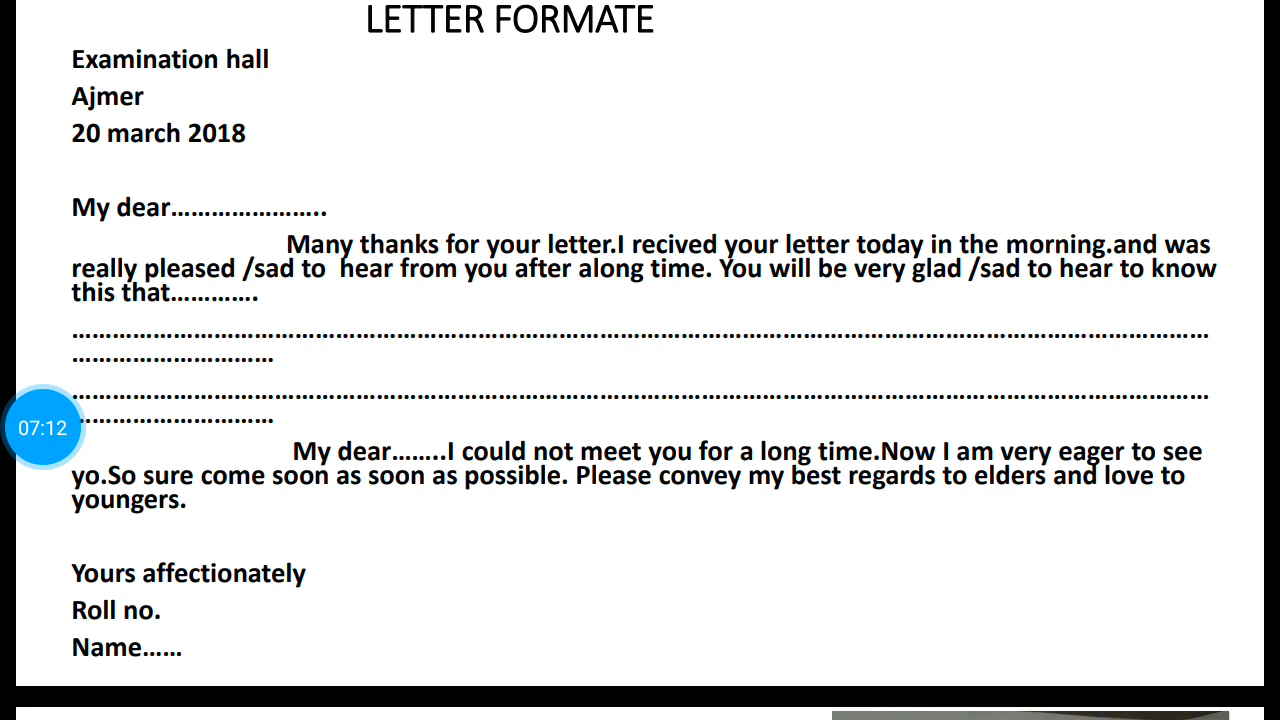 LETTER FORMATE
Examination hall
Ajmer
20 march 2018
My dear…………………..
Many thanks for your letter.I recived your letter today in the morning.and was
really pleased /sad to  hear from you after along time. You will be very glad /sad to hear to know
this that………….
……………………………………………………………………………………………………………………………………………………
…………………………
……………………………………………………………………………………………………………………………………………………
…………………………
07:12
My dear……..I could not meet you for a long time.Now I am very eager to see
yo.So sure come soon as soon as possible. Please convey my best regards to elders and love to
youngers.
Yours affectionately
Roll no.
Name……